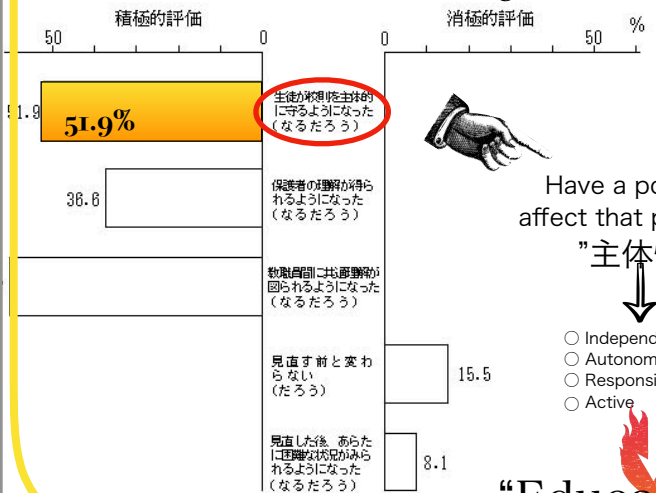 積極的評価
消極的評価
%
50
0
0
50
51.9%
生徒が校則を主体的
に守るようになった
(なるだろう)
36.6
保護者の理解が得ら
れるようになった
(なるだろう)
教職員間に共通理解が
図られるようになった
(なるだろう)
見直す前と変わ
らない
(だろう)
15.5
見直した後、あらた
に困難な状況がみら
れるようになった
(なるだろう)
8.1
Have a
affect that
"主体
○ Independ
○ Autonom
○ Responsi
○ Active
"Educa